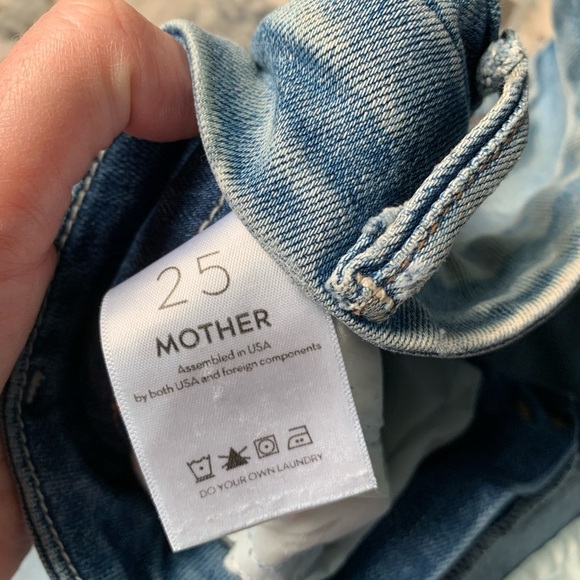 25
MOTHER
Assembled in USA
by both USA and foreign components
DO YOUR OWN LAUNDRY